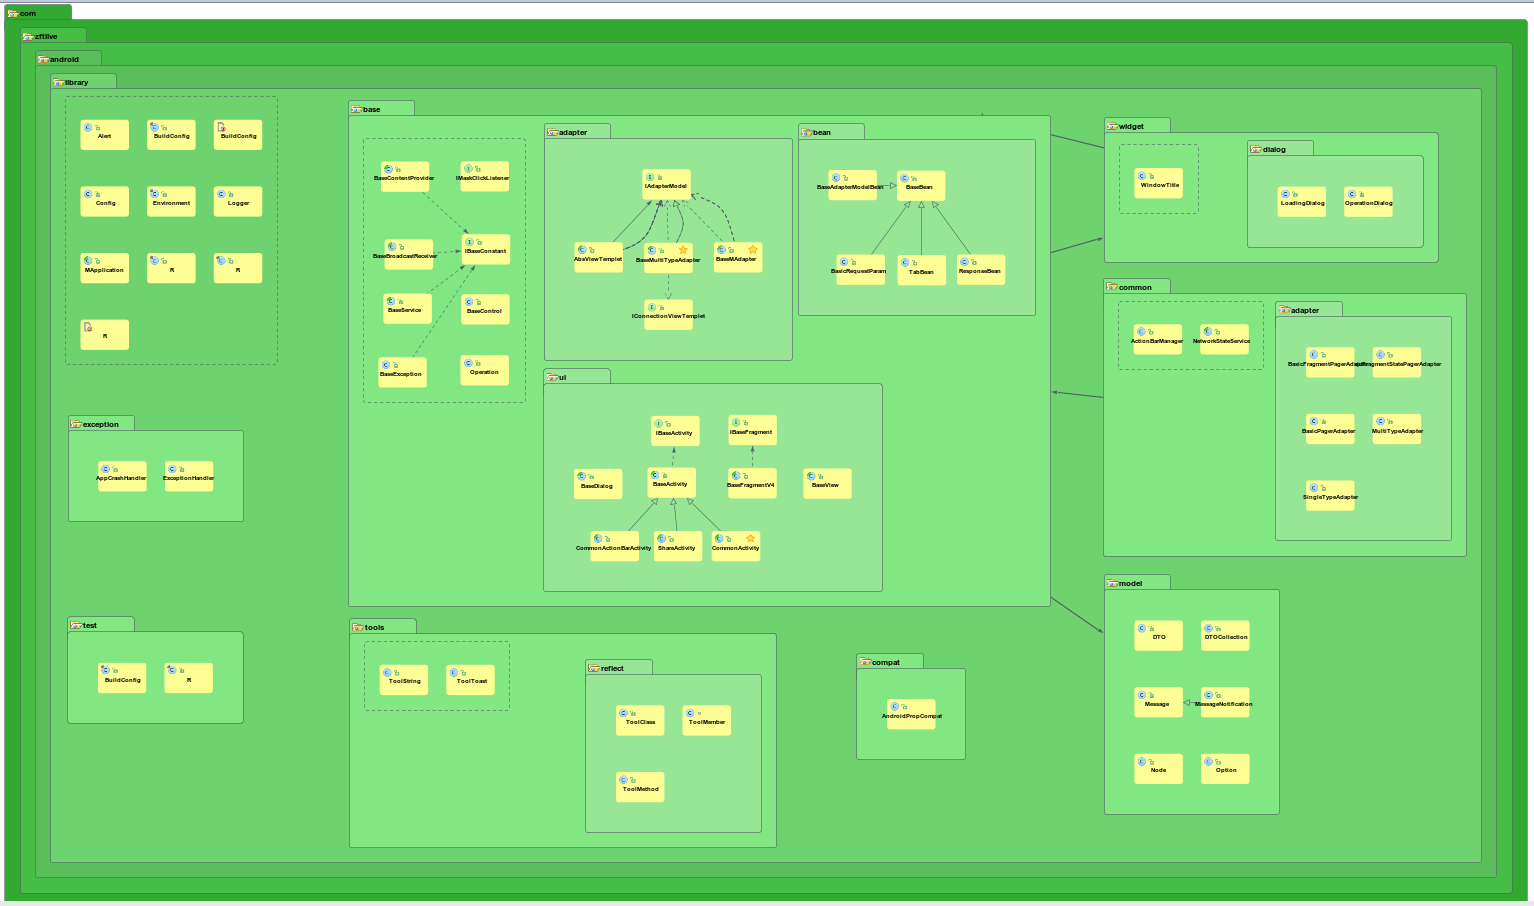 com
zftlive
android
library
Alert
BuildConfig
BuildConfig
Config
Environment
Logger
MApplication
R
R
R
exception
AppCrashHandler
ExceptionHandler
test
BuildConfig
R
base
BaseContentProvider
IMaskClickListener
BaseBroadcastReceiver
IBaseConstant
BaseService
BaseControl
BaseException
Operation
adapter
IAdapterModel
AbsViewTemplet
BaseMultiTypeAdapter
BaseMAdapter
IConnectionViewTemplet
bean
BaseAdapterModelBean
BaseBean
BasicRequestParam
TabBean
ResponseBean
ui
IBaseActivity
IBaseFragment
BaseDialog
BaseActivity
BaseFragmentV4
BaseView
CommonActionBarActivity
ShareActivity
CommonActivity
tools
ToolString
ToolToast
reflect
ToolClass
ToolMember
ToolMethod
compat
AndroidPropCompat
widget
WindowTitle
dialog
LoadingDialog
OperationDialog
common
ActionBarManager
NetworkStateService
adapter
BasicPagerAdapter
MultiTypeAdapter
SingleTypeAdapter
model
DTO
DTOCollection
Message
MessageNotification
Node
Option